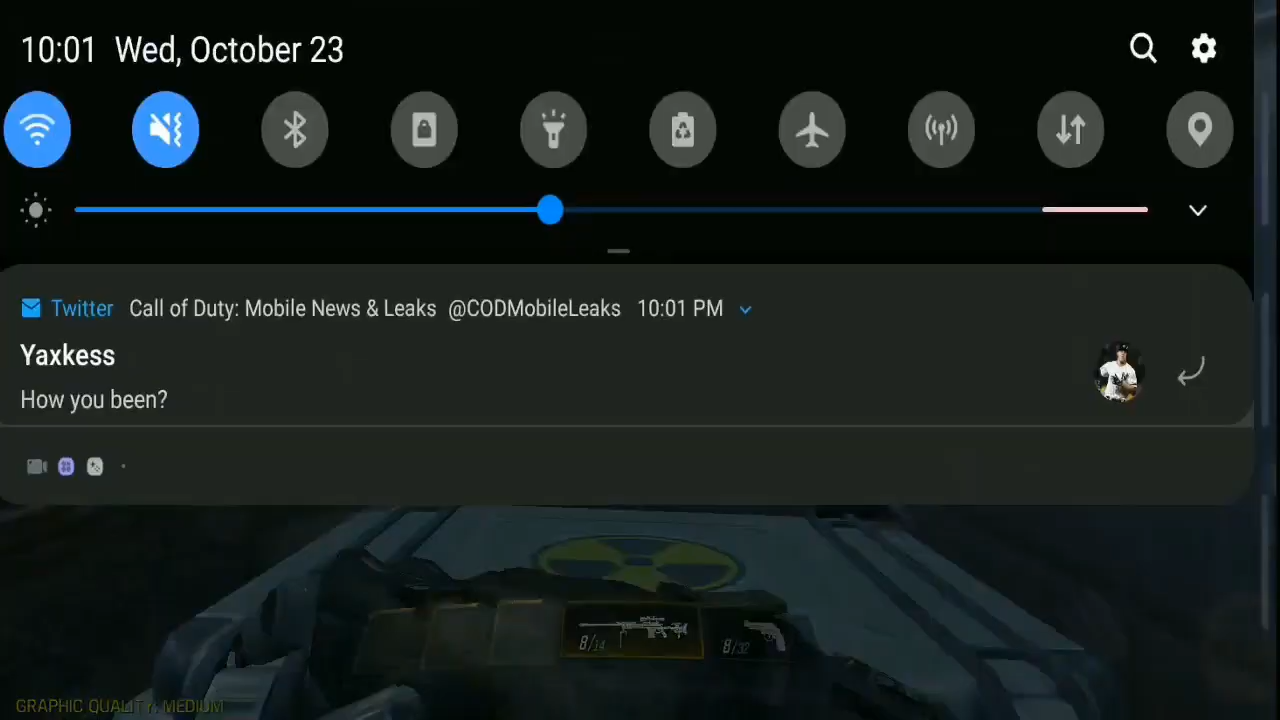 10:01 Wed, October 23
Twitter Call of Duty: Mobile News & Leaks @CODMobileLeaks 10:01 PM
Yaxkess
How you been?
8/14 8/32
GRAPHIC QUALITY: MEDIUM